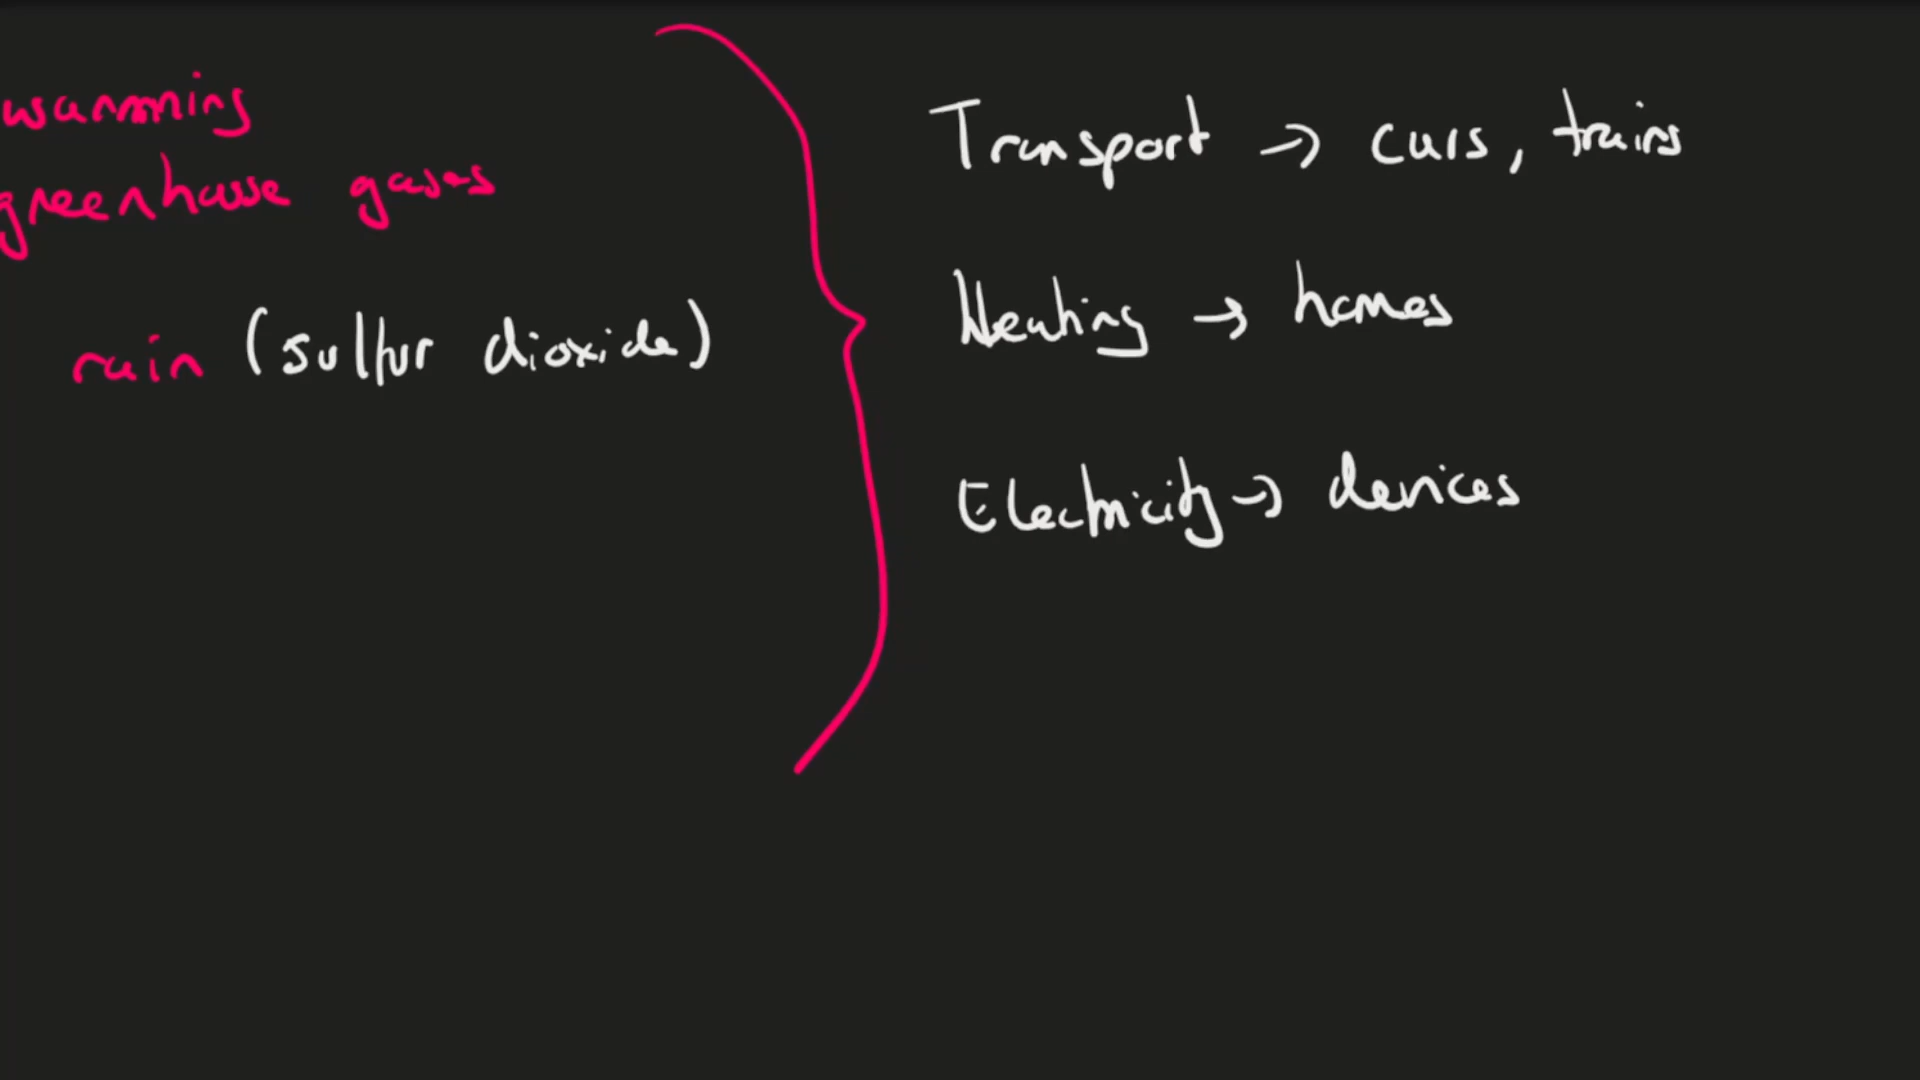 warming
greenhouse gases
rain (sulfur dioxide)
Transport → cars, trains
Heating → homes
Electricity → devices